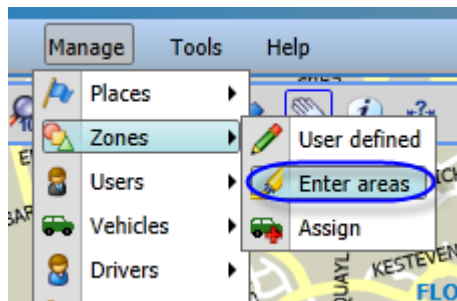 Manage Tools Help
Places
Zones
Users
Vehicles
Drivers
User defined
Enter areas
Assign
KESTEVEN
FLO